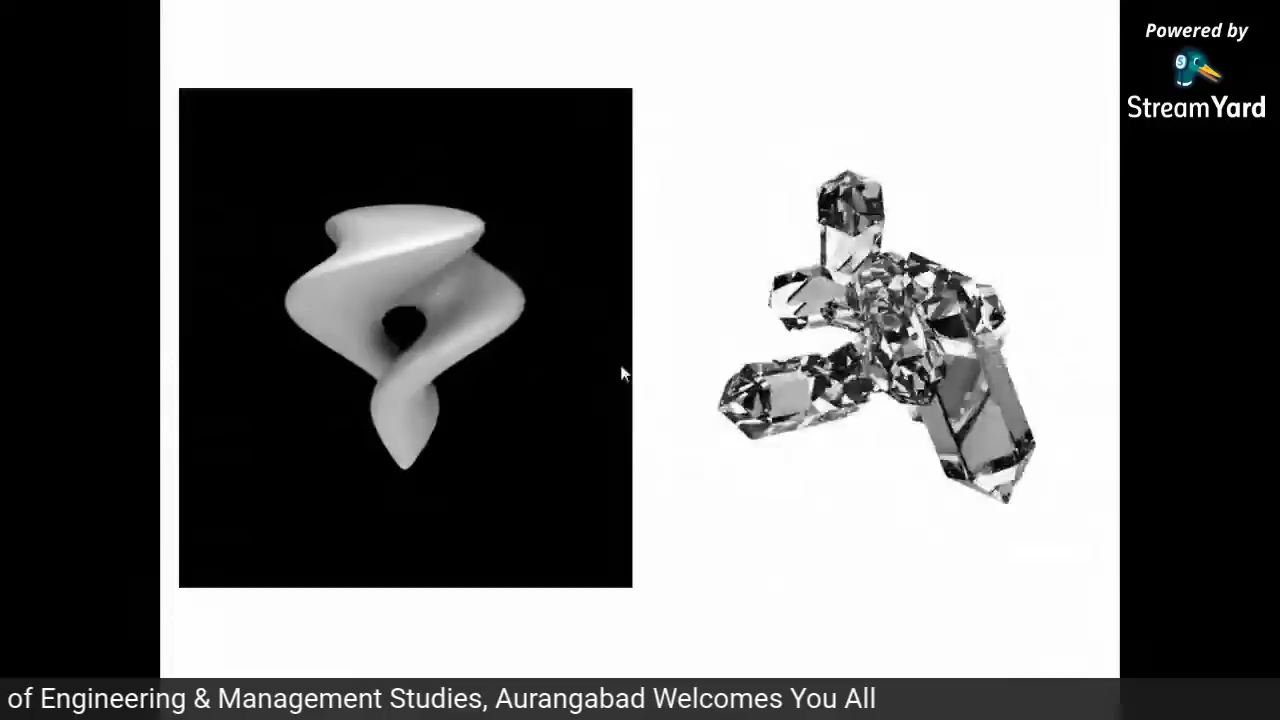 Powered by
StreamYard
of Engineering & Management Studies, Aurangabad Welcomes You All